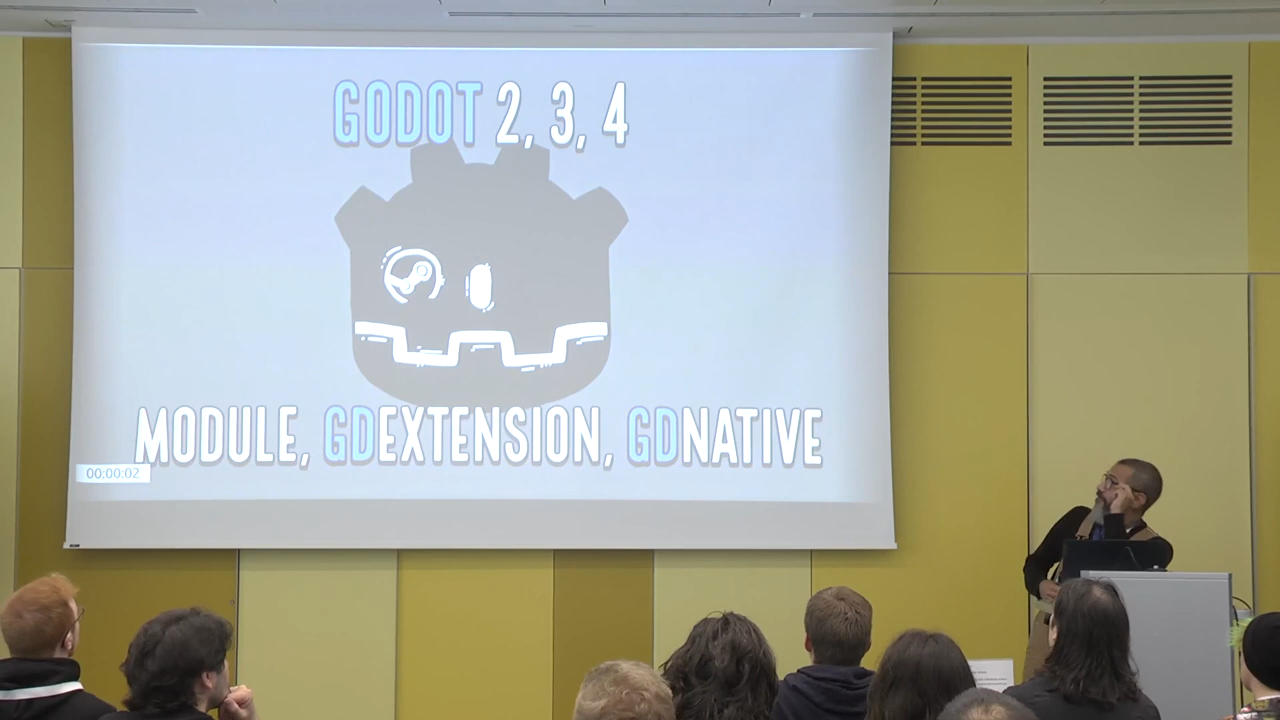 GODOT 2, 3, 4
MODULE, GDEXTENSION, GDNATIVE
00:00:02